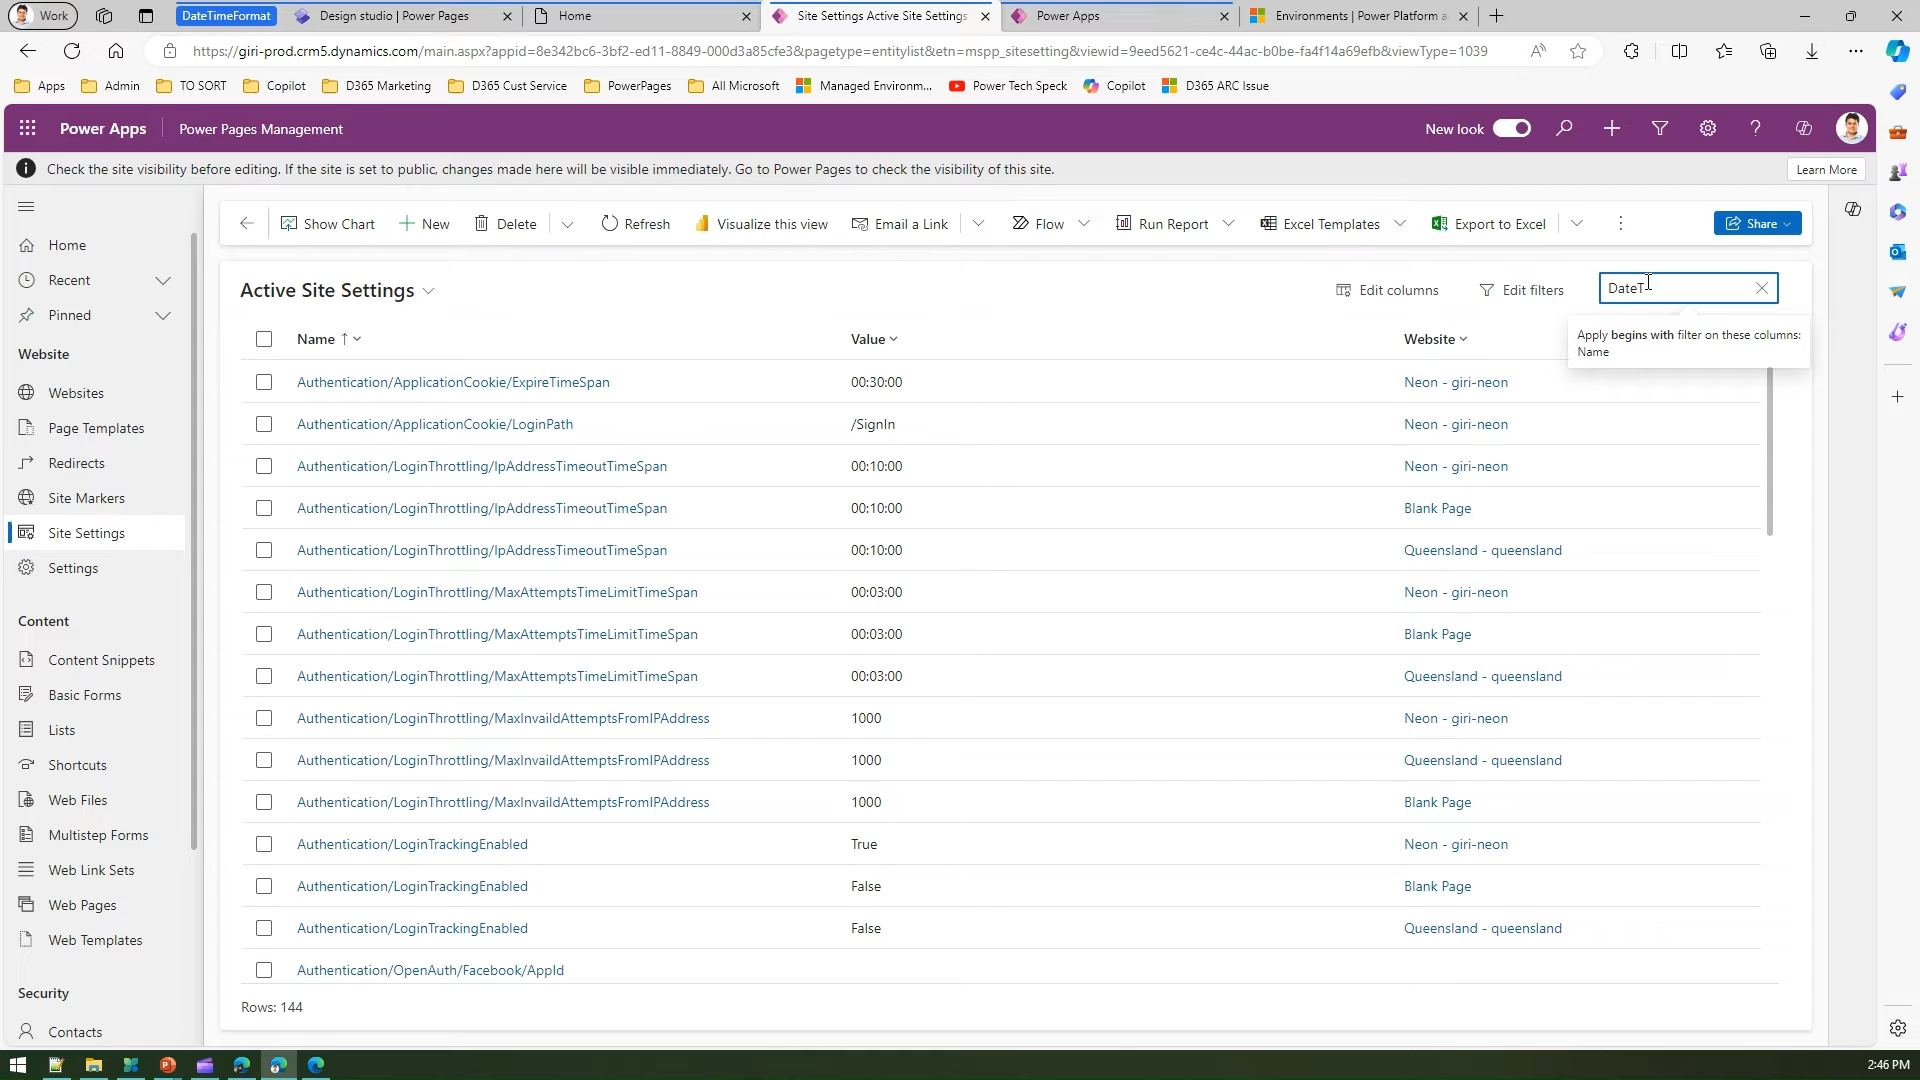 Work
DateTimeFormat
Design studio | Power Pages
Home
Site Settings Active Site Settings
Power Apps
Environments | Power Platform a
https://giri-prod.crm5.dynamics.com/main.aspx?appid=8e342bc6-3bf2-ed11-8849-000d3a85cfe3&pagetype=entitylist&etn=mspp_sitesetting&viewid=9eed5621-ce4c-44ac-b0be-fa4f14a69efb&viewType=1039
Apps
Admin
TO SORT
Copilot
D365 Marketing
D365 Cust Service
PowerPages
All Microsoft
Managed Environm...
Power Tech Speck
Copilot
D365 ARC Issue
Power Apps
Power Pages Management
New look
Check the site visibility before editing. If the site is set to public, changes made here will be visible immediately. Go to Power Pages to check the visibility of this site.
Learn More
Show Chart
New
Delete
Refresh
Visualize this view
Email a Link
Flow
Run Report
Excel Templates
Export to Excel
Share
Home
Recent
Pinned
Website
Websites
Page Templates
Redirects
Site Markers
Site Settings
Settings
Content
Content Snippets
Basic Forms
Lists
Shortcuts
Web Files
Multistep Forms
Web Link Sets
Web Pages
Web Templates
Security
Contacts
Active Site Settings
Edit columns
Edit filters
DateT
Apply begins with filter on these columns:
Name
Name ↑ Value Website
Authentication/ApplicationCookie/ExpireTimeSpan 00:30:00 Neon - giri-neon
Authentication/ApplicationCookie/LoginPath /SignIn Neon - giri-neon
Authentication/LoginThrottling/IpAddressTimeoutTimeSpan 00:10:00 Neon - giri-neon
Authentication/LoginThrottling/IpAddressTimeoutTimeSpan 00:10:00 Blank Page
Authentication/LoginThrottling/IpAddressTimeoutTimeSpan 00:10:00 Queensland - queensland
Authentication/LoginThrottling/MaxAttemptsTimeLimitTimeSpan 00:03:00 Neon - giri-neon
Authentication/LoginThrottling/MaxAttemptsTimeLimitTimeSpan 00:03:00 Blank Page
Authentication/LoginThrottling/MaxAttemptsTimeLimitTimeSpan 00:03:00 Queensland - queensland
Authentication/LoginThrottling/MaxInvaildAttemptsFromIPAddress 1000 Neon - giri-neon
Authentication/LoginThrottling/MaxInvaildAttemptsFromIPAddress 1000 Queensland - queensland
Authentication/LoginThrottling/MaxInvaildAttemptsFromIPAddress 1000 Blank Page
Authentication/LoginTrackingEnabled True Neon - giri-neon
Authentication/LoginTrackingEnabled False Blank Page
Authentication/LoginTrackingEnabled False Queensland - queensland
Authentication/OpenAuth/Facebook/AppId
Rows: 144
2:46 PM